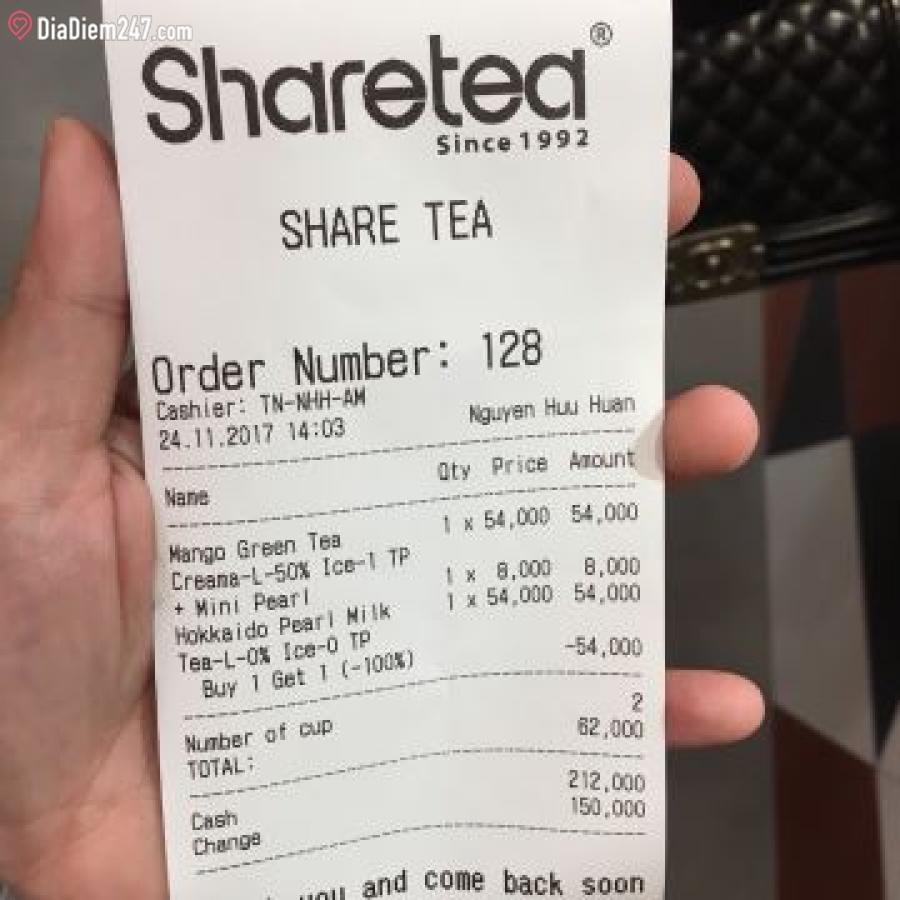 DiaDiem247.com
Sharetea®
Since 1992
SHARE TEA
Order Number: 128
Cashier: TN-NHH-AM
24.11.2017 14:03 Nguyen Huu Huan
Name Qty Price Amount
Mango Green Tea 1 x 54,000 54,000
Creama-L-50% Ice-1 TP
+ Mini Pearl 1 x 8,000 8,000
Hokkaido Pearl Milk 1 x 54,000 54,000
Tea-L-0% Ice-0 TP
Buy 1 Get 1 (-100%) -54,000
Number of cup 2
TOTAL: 62,000
Cash 212,000
Change 150,000
you and come back soon